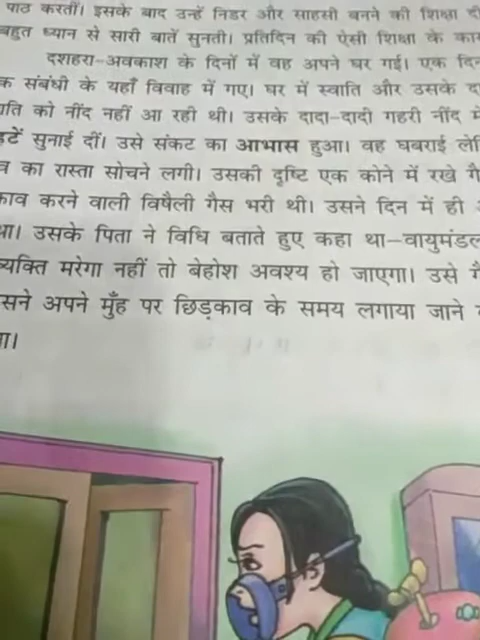 पाठ करतीं। इसके बाद उन्हें निडर और साहसी बनने की शिक्षा
बहुत ध्यान से सारी बातें सुनती। प्रतिदिन की ऐसी शिक्षा के
दशहरा-अवकाश के दिनों में वह अपने घर गई। एक
संबंधी के यहाँ विवाह में गए। घर में स्वाति और उसके
को नींद नहीं आ रही थी। उसके दादा-दादी गहरी नींद
सुनाई दीं। उसे संकट का आभास हुआ। वह घबराई
का रास्ता सोचने लगी। उसकी दृष्टि एक कोने में रखे
करने वाली विषैली गैस भरी थी। उसने दिन में ही
उसके पिता ने विधि बताते हुए कहा था–वायुमंडल
व्यक्ति मरेगा नहीं तो बेहोश अवश्य हो जाएगा। उसे
अपने मुँह पर छिड़काव के समय लगाया जाने